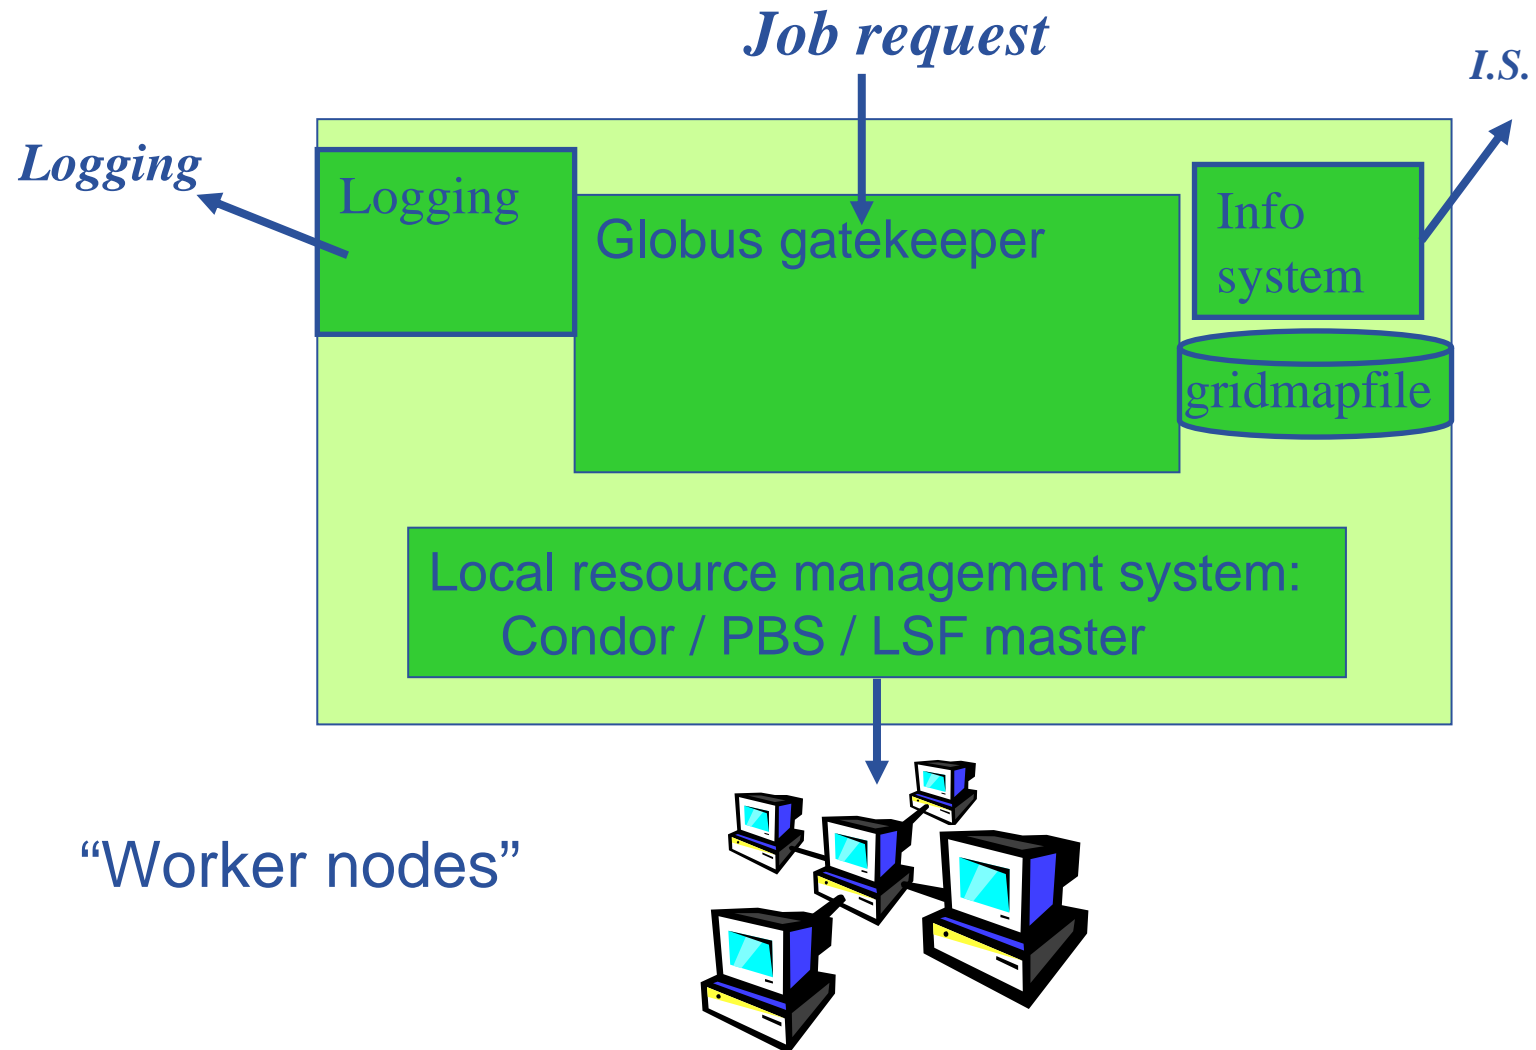 Job request
I.S.
Logging
Logging
Globus gatekeeper
Info
system
gridmapfile
Local resource management system:
Condor / PBS / LSF master
“Worker nodes”